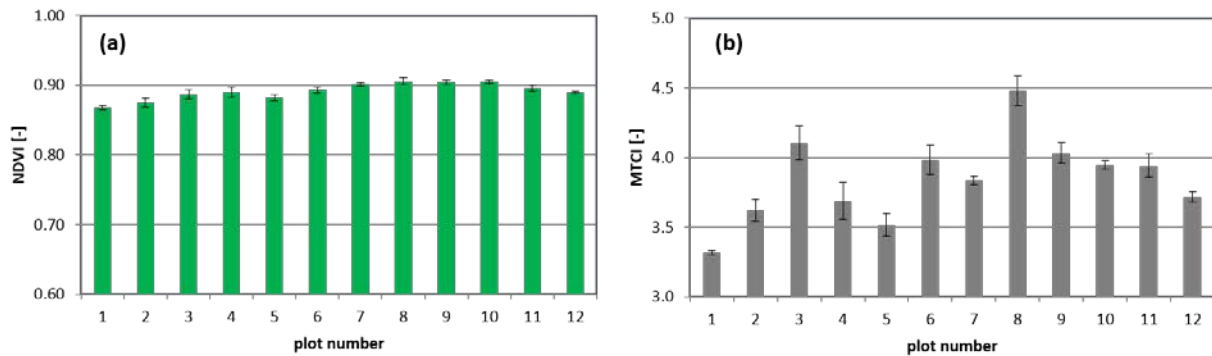 (a)
NDVI [-]
1.00
0.90
0.80
0.70
0.60
1 2 3 4 5 6 7 8 9 10 11 12
plot number
(b)
MTCI [-]
5.0
4.5
4.0
3.5
3.0
1 2 3 4 5 6 7 8 9 10 11 12
plot number